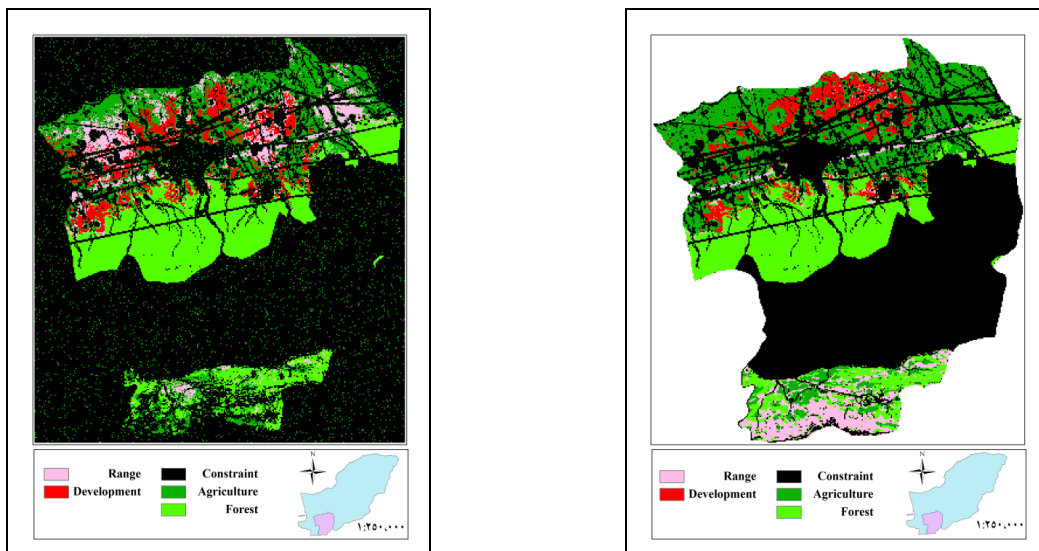 N
Range
Constraint
Development
Agriculture
Forest
۱:۲۵۰,۰۰۰
N
Range
Constraint
Development
Agriculture
Forest
۱:۲۵۰,۰۰۰